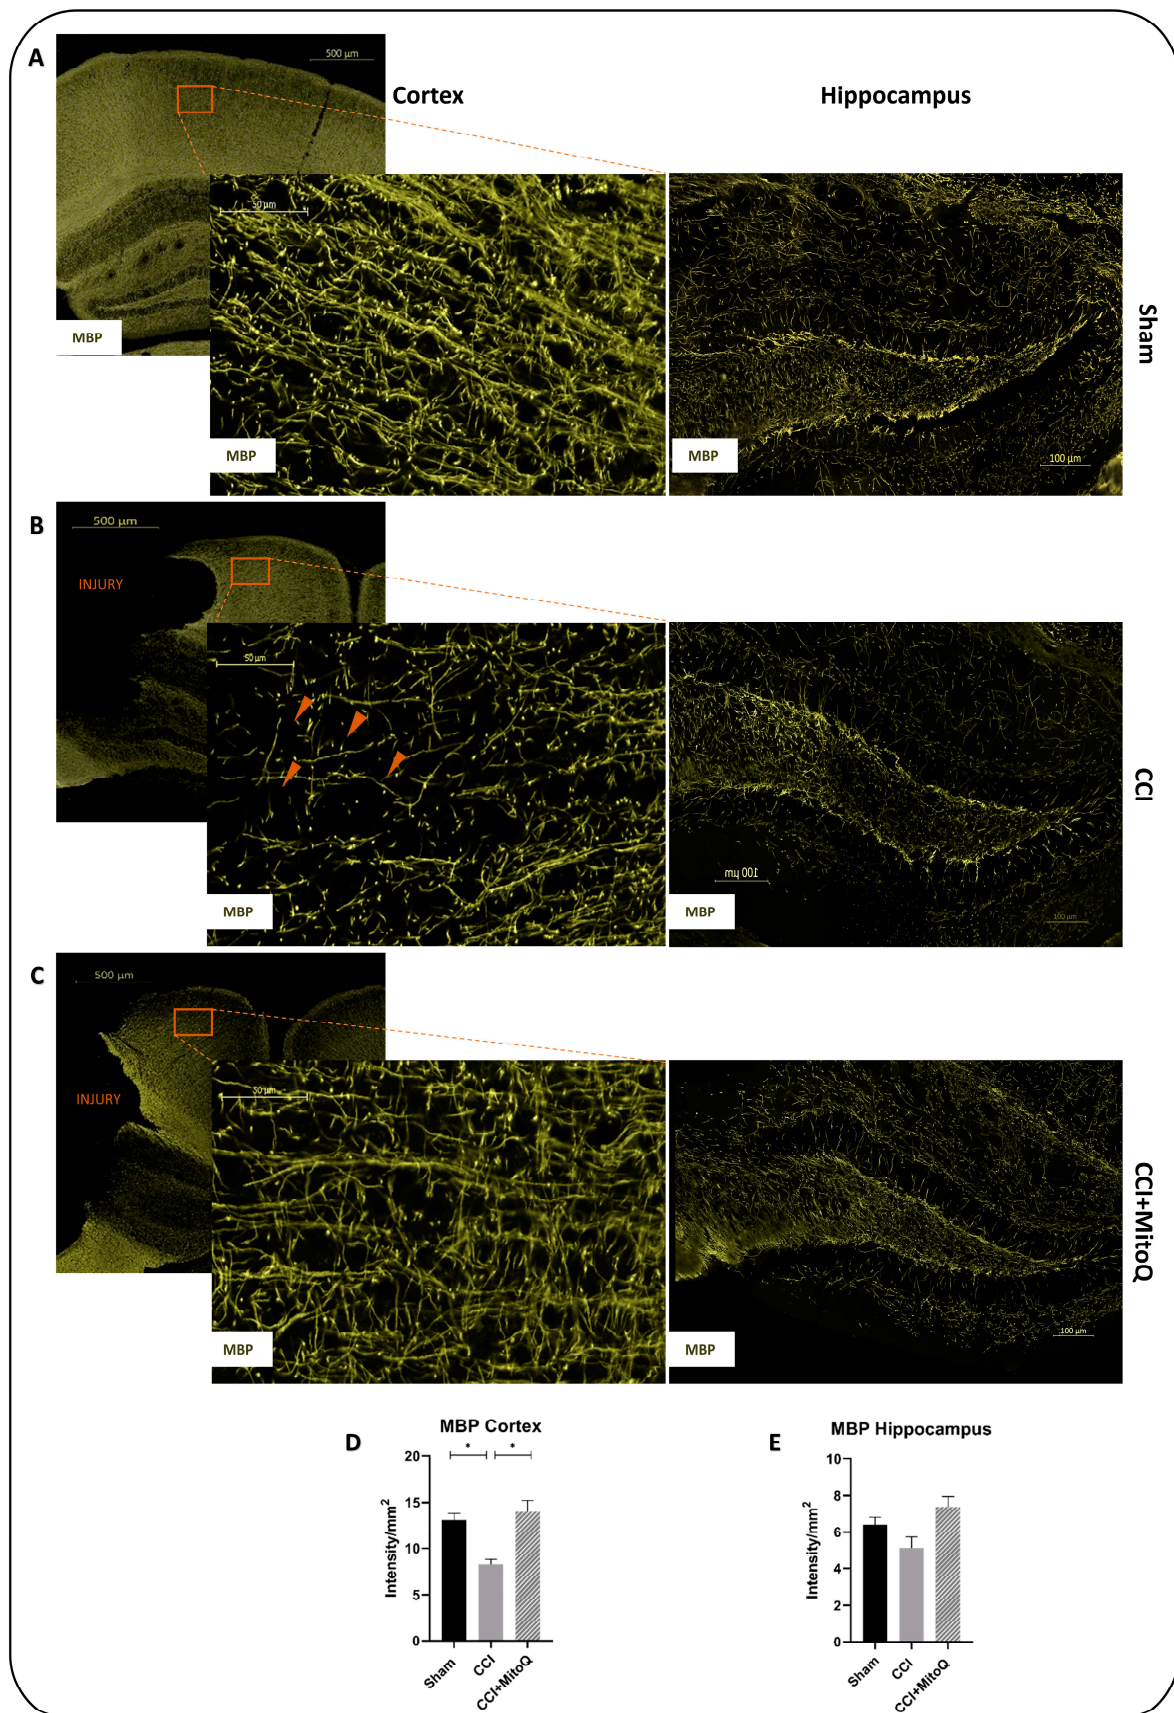 A
500 µm
Cortex
Hippocampus
50 µm
MBP
MBP
MBP
100 µm
Sham
B
500 µm
INJURY
50 µm
MBP
100 µm
MBP
100 µm
CCI
C
500 µm
INJURY
50 µm
MBP
MBP
100 µm
CCI+MitoQ
D
MBP Cortex
Intensity/mm²
20
15
10
5
0
* *
Sham
CCI
CCI+MitoQ
E
MBP Hippocampus
Intensity/mm²
10
8
6
4
2
0
Sham
CCI
CCI+MitoQ